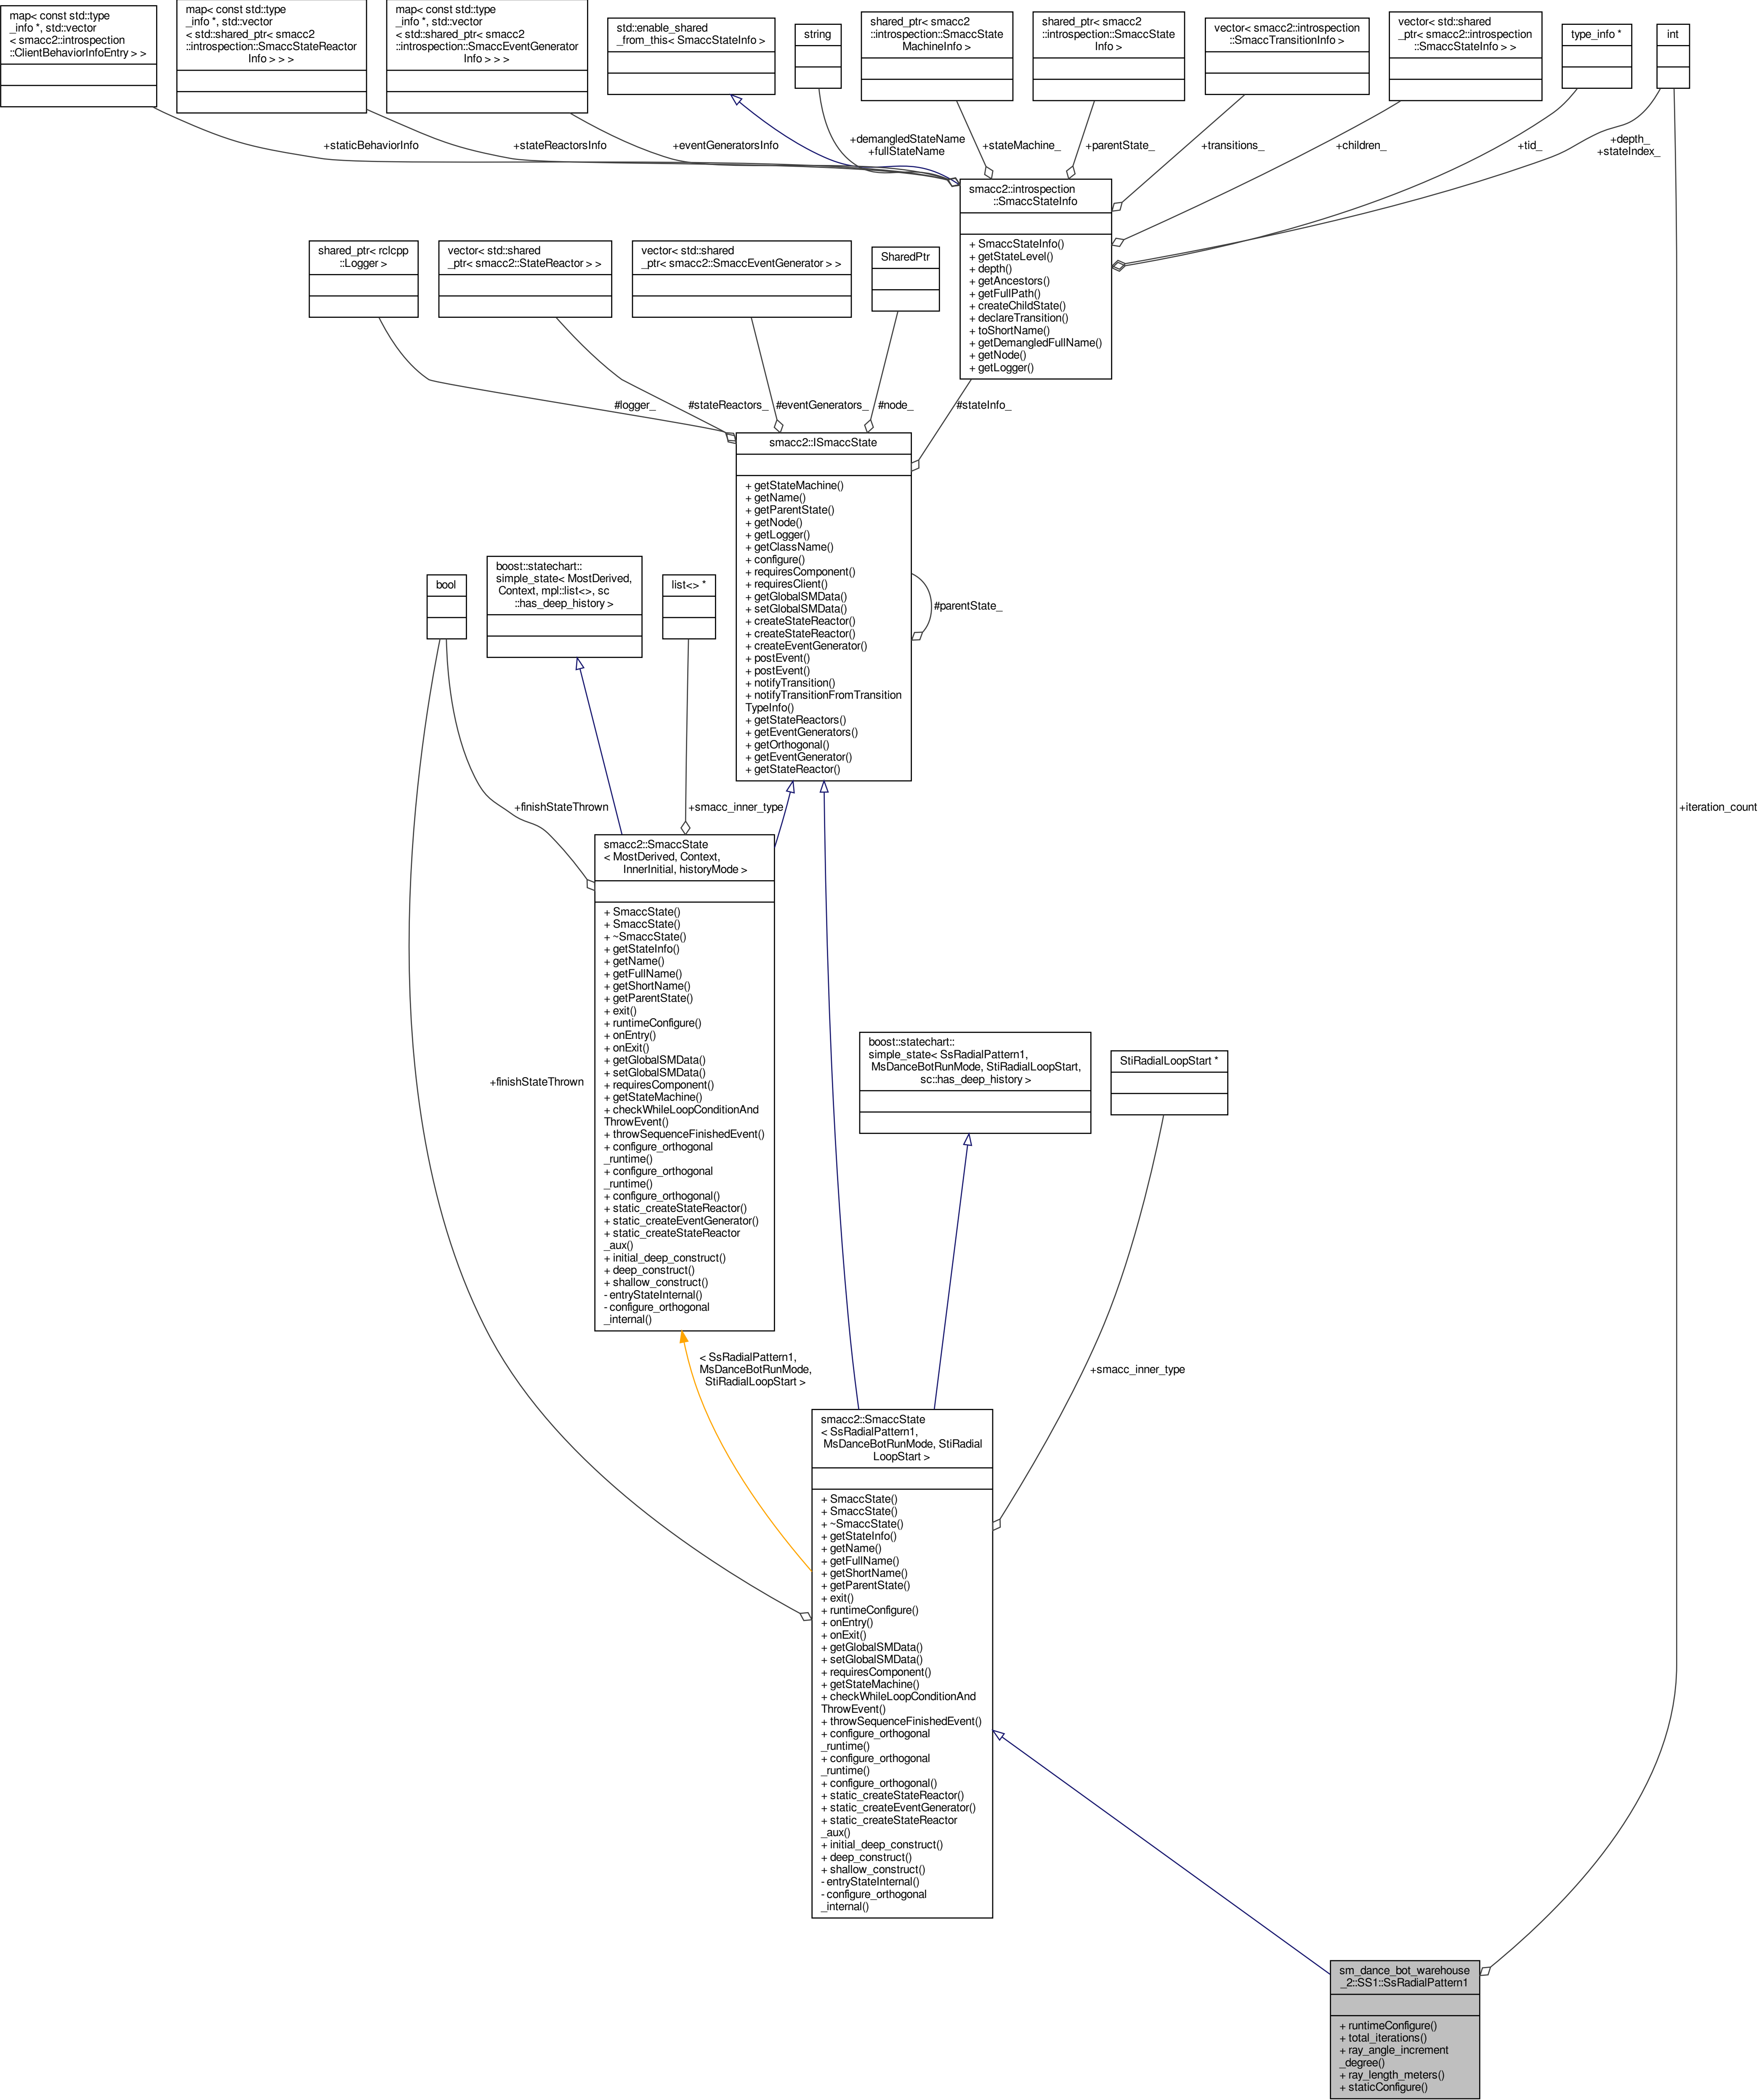 map< const std::type
_info *, std::vector
< smacc2::introspection
::ClientBehaviorInfoEntry > >
map< const std::type
_info *, std::vector
< std::shared_ptr< smacc2
::introspection::SmaccStateReactor
Info > > >
map< const std::type
_info *, std::vector
< std::shared_ptr< smacc2
::introspection::SmaccEventGenerator
Info > > >
std::enable_shared
_from_this< SmaccStateInfo >
string
shared_ptr< smacc2
::introspection::SmaccState
MachineInfo >
shared_ptr< smacc2
::introspection::SmaccState
Info >
vector< smacc2::introspection
::SmaccTransitionInfo >
vector< std::shared
_ptr< smacc2::introspection
::SmaccStateInfo > >
type_info *
int
+staticBehaviorInfo
+stateReactorsInfo
+eventGeneratorsInfo
+demangledStateName
+fullStateName
+stateMachine_
+parentState_
+transitions_
+children_
+tid_
+depth_
+stateIndex_
smacc2::introspection
::SmaccStateInfo
+ SmaccStateInfo()
+ getStateLevel()
+ depth()
+ getAncestors()
+ getFullPath()
+ createChildState()
+ declareTransition()
+ toShortName()
+ getDemangledFullName()
+ getNode()
+ getLogger()
shared_ptr< rclcpp
::Logger >
vector< std::shared
_ptr< smacc2::StateReactor > >
vector< std::shared
_ptr< smacc2::SmaccEventGenerator > >
SharedPtr
#logger_
#stateReactors_
#eventGenerators_
#node_
#stateInfo_
smacc2::ISmaccState
+ getStateMachine()
+ getName()
+ getParentState()
+ getNode()
+ getLogger()
+ getClassName()
+ configure()
+ requiresComponent()
+ requiresClient()
+ getGlobalSMData()
+ setGlobalSMData()
+ createStateReactor()
+ createStateReactor()
+ createEventGenerator()
+ postEvent()
+ postEvent()
+ notifyTransition()
+ notifyTransitionFromTransition
TypeInfo()
+ getStateReactors()
+ getEventGenerators()
+ getOrthogonal()
+ getEventGenerator()
+ getStateReactor()
#parentState_
bool
boost::statechart::
simple_state< MostDerived,
Context, mpl::list<>, sc
::has_deep_history >
list<> *
+finishStateThrown
+smacc_inner_type
+iteration_count
smacc2::SmaccState
< MostDerived, Context,
InnerInitial, historyMode >
+ SmaccState()
+ SmaccState()
+ ~SmaccState()
+ getStateInfo()
+ getName()
+ getFullName()
+ getShortName()
+ getParentState()
+ exit()
+ runtimeConfigure()
+ onEntry()
+ onExit()
+ getGlobalSMData()
+ setGlobalSMData()
+ requiresComponent()
+ getStateMachine()
+ checkWhileLoopConditionAnd
ThrowEvent()
+ throwSequenceFinishedEvent()
+ configure_orthogonal
_runtime()
+ configure_orthogonal
_runtime()
+ configure_orthogonal()
+ static_createStateReactor()
+ static_createEventGenerator()
+ static_createStateReactor
_aux()
+ initial_deep_construct()
+ deep_construct()
+ shallow_construct()
- entryStateInternal()
- configure_orthogonal
_internal()
+finishStateThrown
boost::statechart::
simple_state< SsRadialPattern1,
MsDanceBotRunMode, StiRadialLoopStart,
sc::has_deep_history >
StiRadialLoopStart *
< SsRadialPattern1,
MsDanceBotRunMode,
StiRadialLoopStart >
+smacc_inner_type
smacc2::SmaccState
< SsRadialPattern1,
MsDanceBotRunMode, StiRadial
LoopStart >
+ SmaccState()
+ SmaccState()
+ ~SmaccState()
+ getStateInfo()
+ getName()
+ getFullName()
+ getShortName()
+ getParentState()
+ exit()
+ runtimeConfigure()
+ onEntry()
+ onExit()
+ getGlobalSMData()
+ setGlobalSMData()
+ requiresComponent()
+ getStateMachine()
+ checkWhileLoopConditionAnd
ThrowEvent()
+ throwSequenceFinishedEvent()
+ configure_orthogonal
_runtime()
+ configure_orthogonal
_runtime()
+ configure_orthogonal()
+ static_createStateReactor()
+ static_createEventGenerator()
+ static_createStateReactor
_aux()
+ initial_deep_construct()
+ deep_construct()
+ shallow_construct()
- entryStateInternal()
- configure_orthogonal
_internal()
sm_dance_bot_warehouse
_2::SS1::SsRadialPattern1
+ runtimeConfigure()
+ total_iterations()
+ ray_angle_increment
_degree()
+ ray_length_meters()
+ staticConfigure()